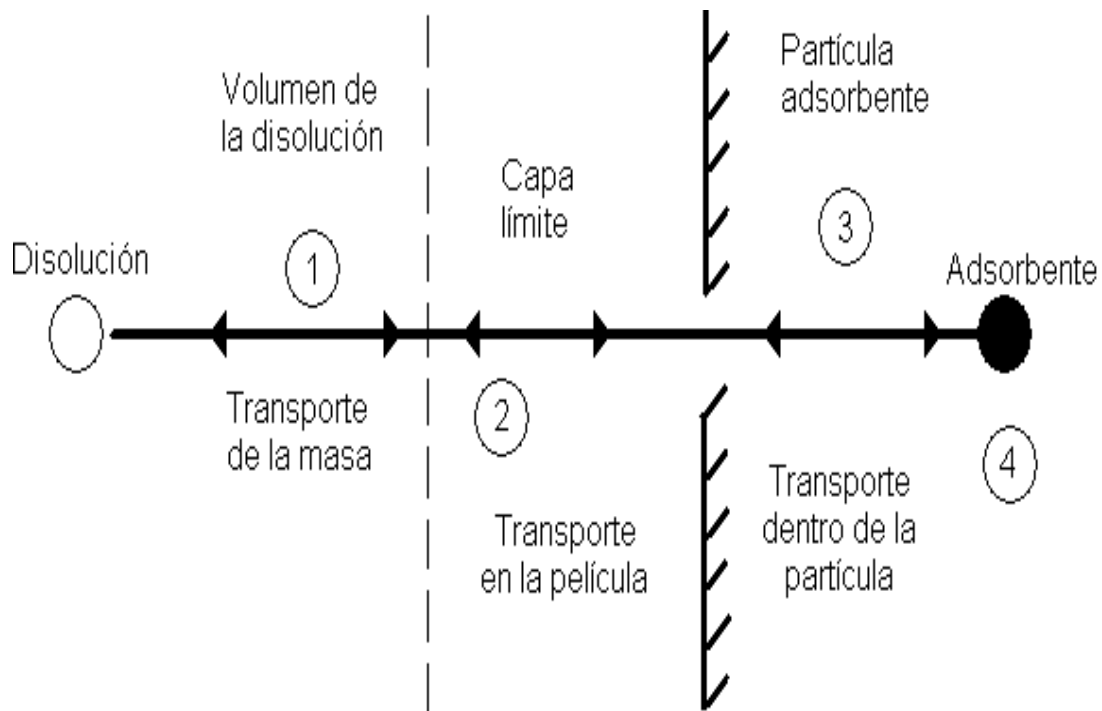 Volumen de
la disolución
Partícula
adsorbente
Capa
límite
Disolución
1
3
Adsorbente
Transporte
de la masa
2
4
Transporte
en la película
Transporte
dentro de la
partícula